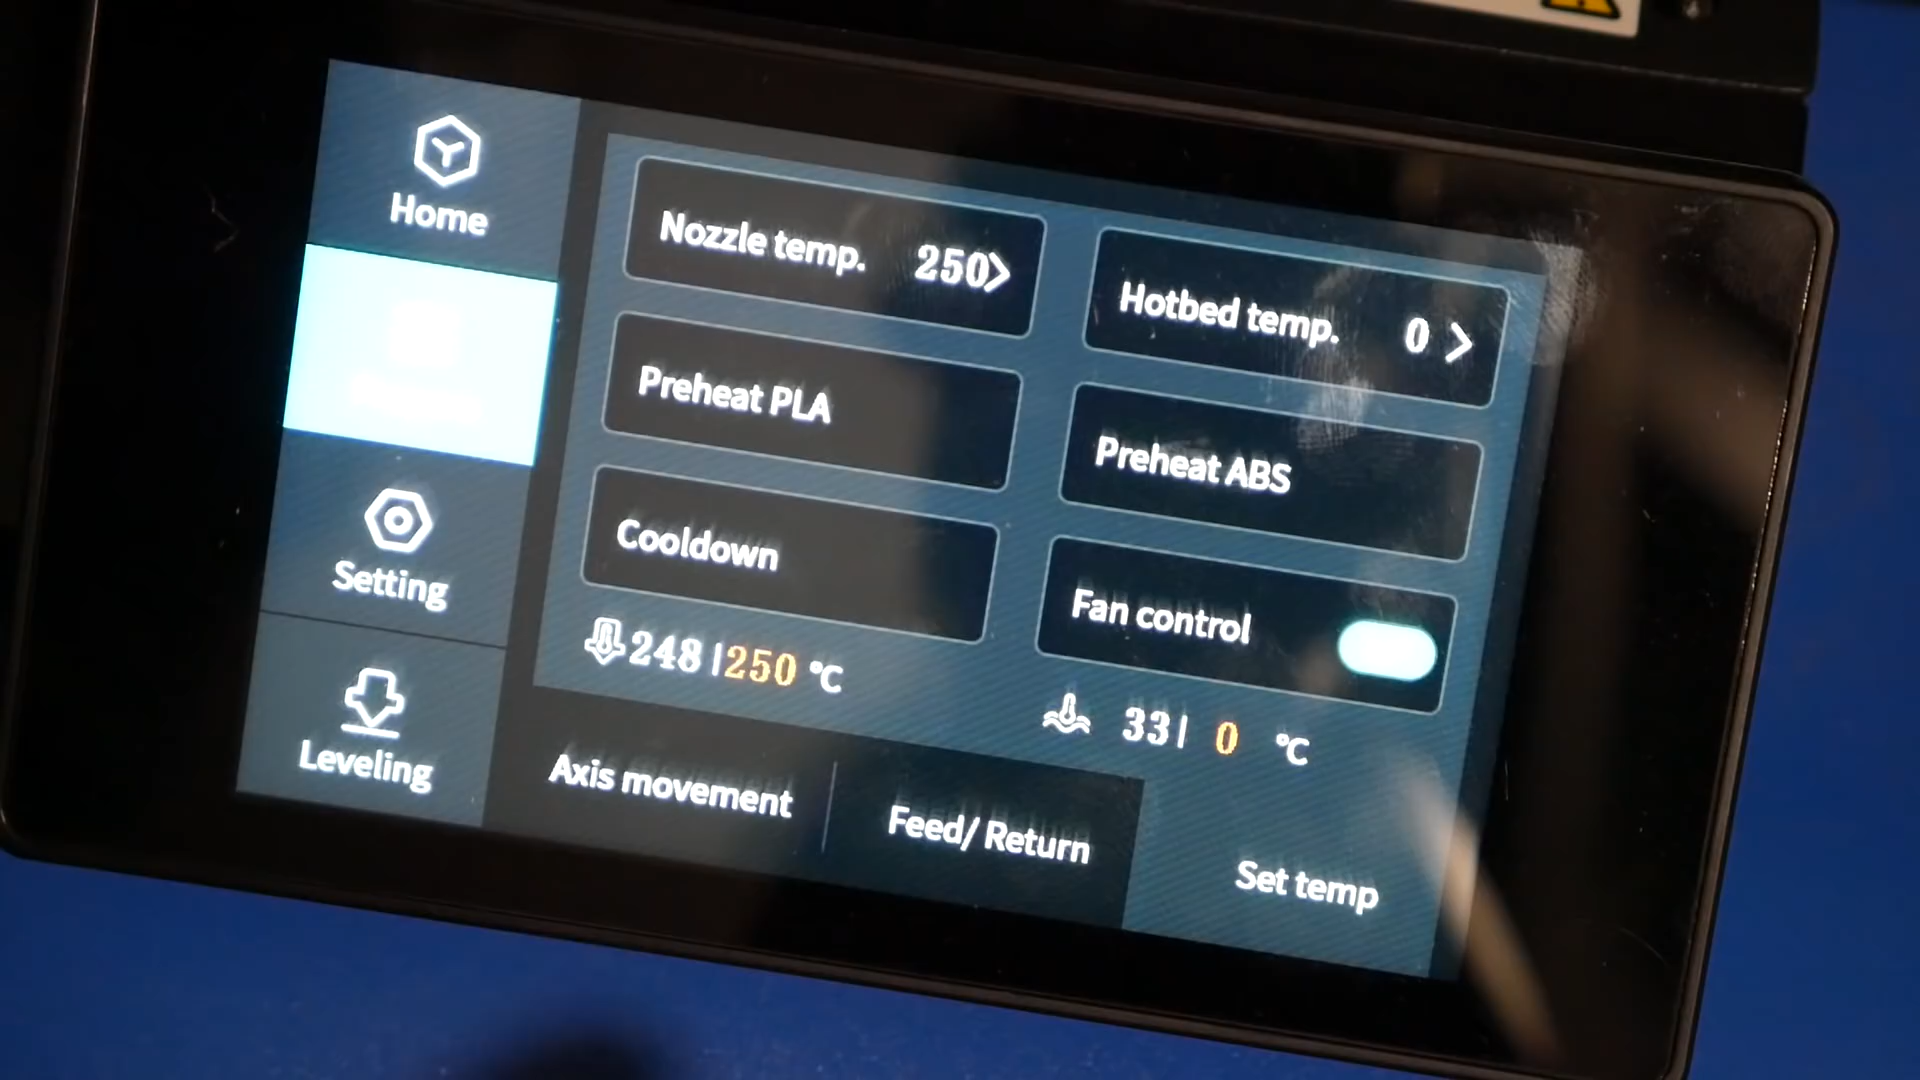 Home
Setting
Leveling
Nozzle temp. 250>
Hotbed temp. 0 >
Preheat PLA
Preheat ABS
Cooldown
Fan control
248 | 250 °C
33 | 0 °C
Axis movement
Feed/ Return
Set temp